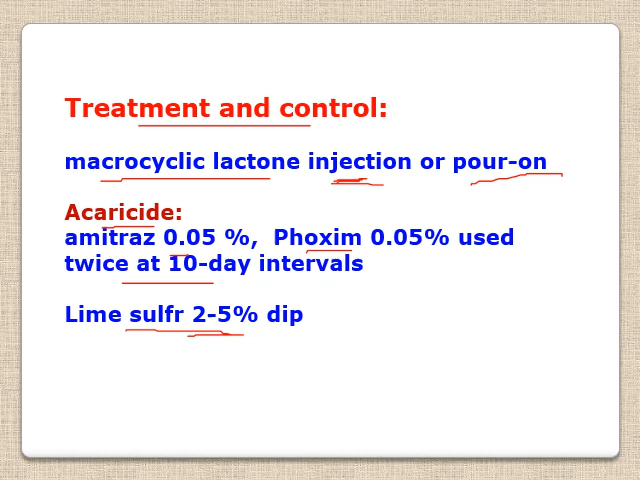 Treatment and control:
macrocyclic lactone injection or pour-on
Acaricide:
amitraz 0.05 %, Phoxim 0.05% used
twice at 10-day intervals
Lime sulfr 2-5% dip